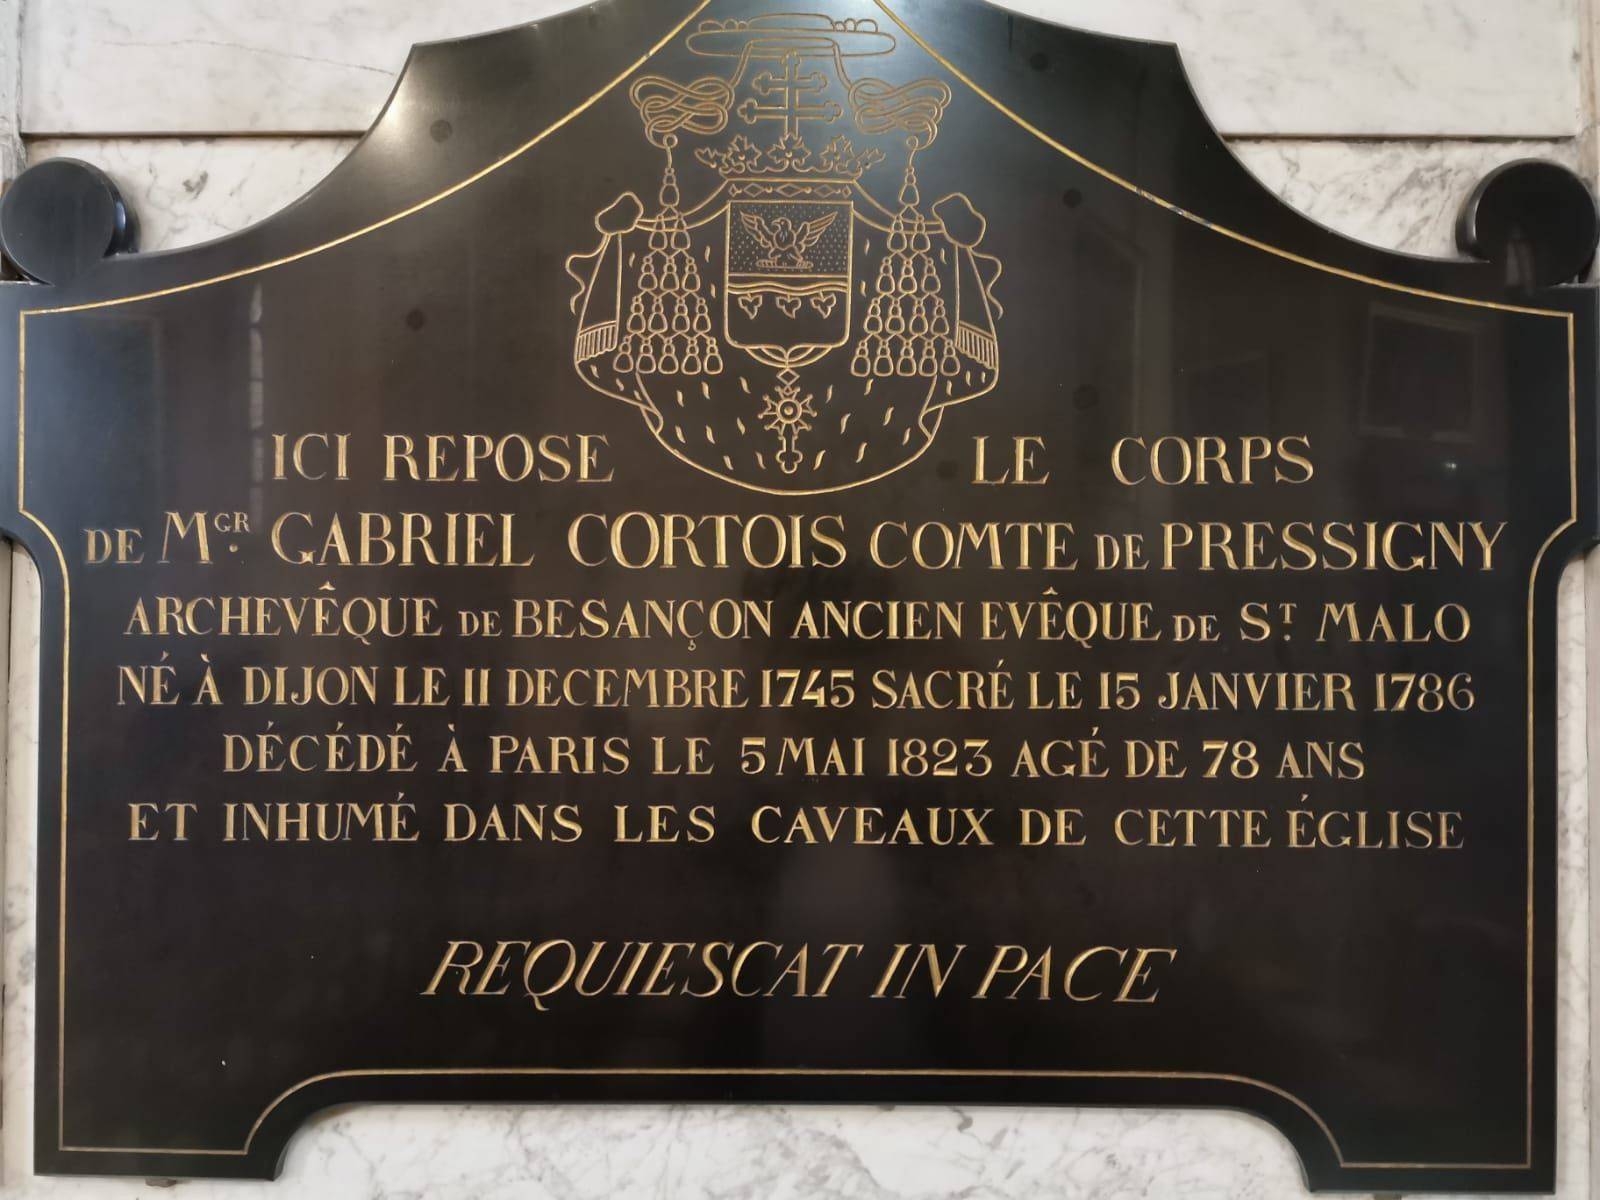 ICI REPOSE LE CORPS
DE MGR. GABRIEL CORTOIS COMTE DE PRESSIGNY
ARCHEVÊQUE DE BESANÇON ANCIEN EVÊQUE DE ST. MALO
NÉ À DIJON LE 11 DECEMBRE 1745 SACRÉ LE 15 JANVIER 1786
DÉCÉDÉ À PARIS LE 5 MAI 1823 AGÉ DE 78 ANS
ET INHUMÉ DANS LES CAVEAUX DE CETTE ÉGLISE
REQUIESCAT IN PACE